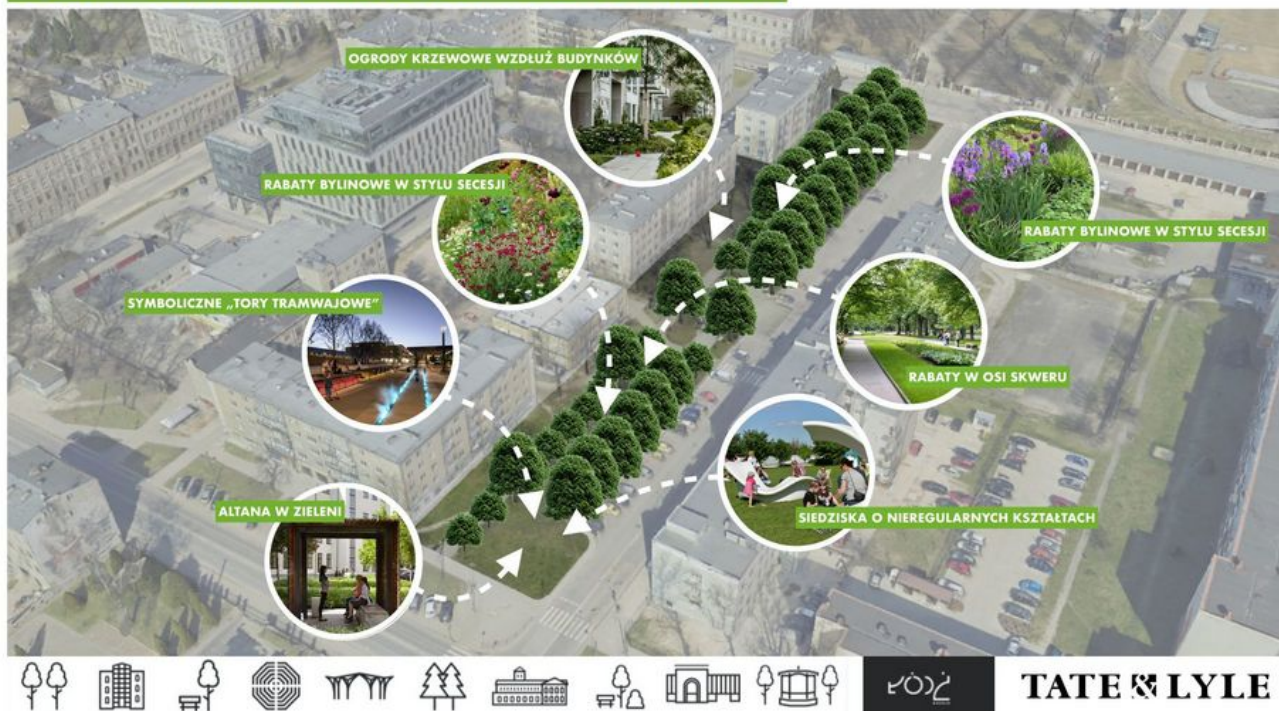 OGRODY KRZEWOWE WZDŁUŻ BUDYNKÓW
RABATY BYLINOWE W STYLU SECESJI
RABATY BYLINOWE W STYLU SECESJI
SYMBOLICZNE „TORY TRAMWAJOWE”
RABATY W OSI SKWERU
ALTANA W ZIELENI
SIEDZISKA O NIEREGULARNYCH KSZTAŁTACH
TATE & LYLE